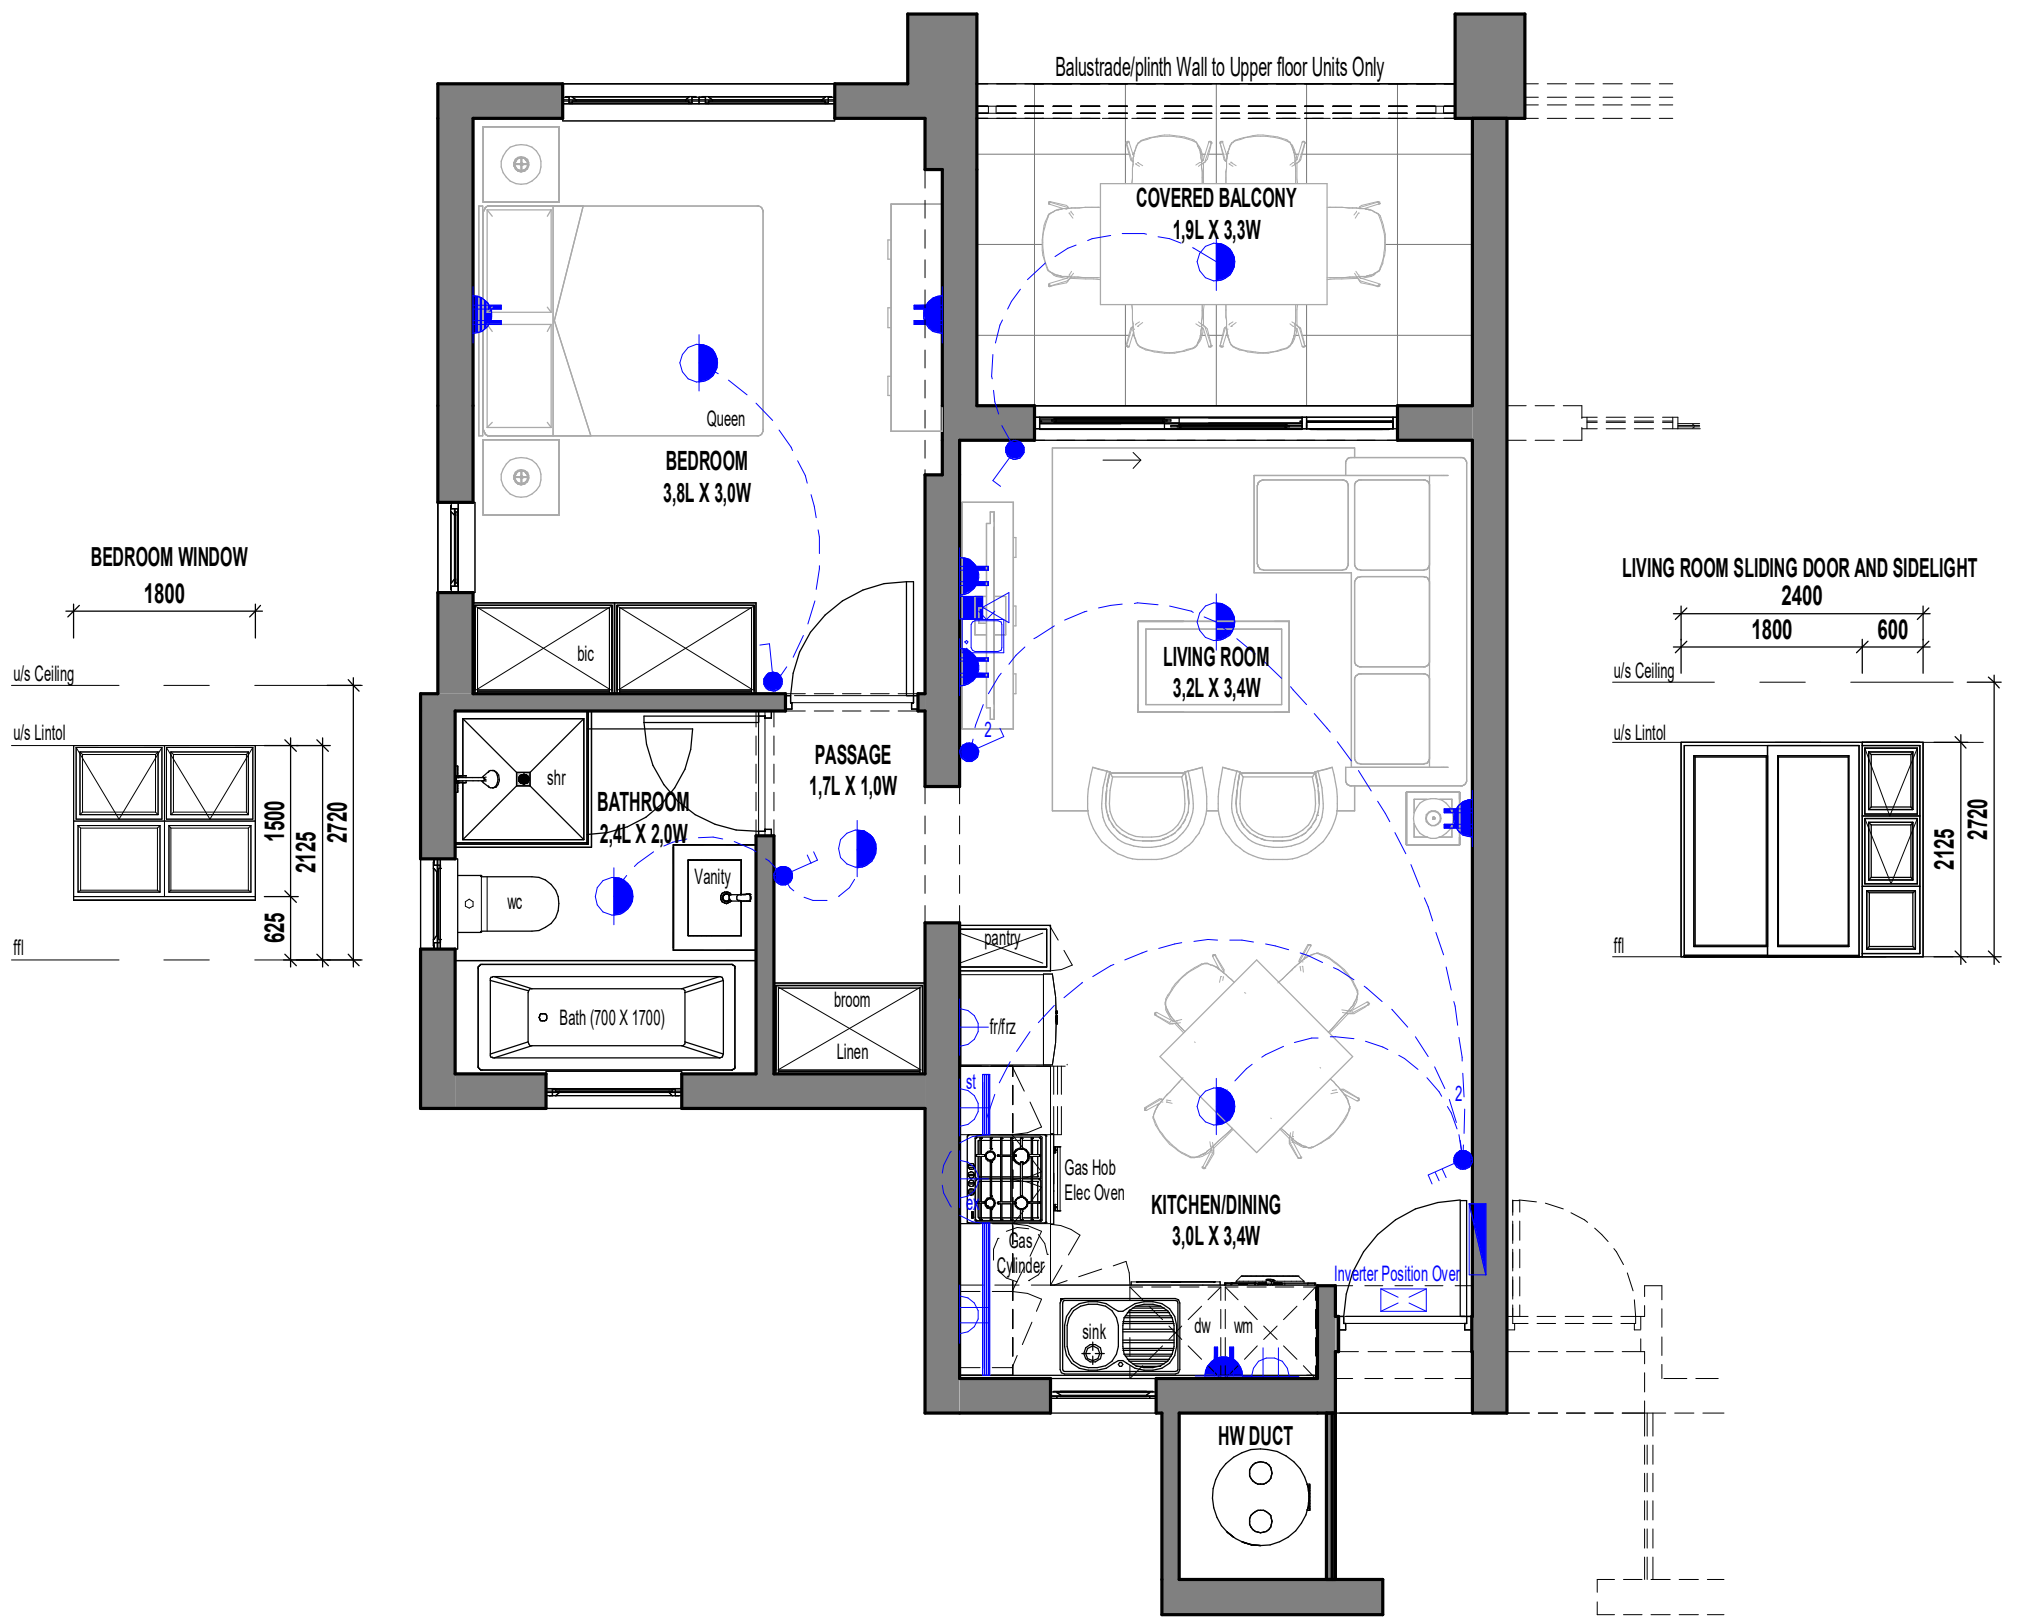 Balustrade/plinth Wall to Upper floor Units Only
COVERED BALCONY
1,9L X 3,3W
Queen
BEDROOM
3,8L X 3,0W
BEDROOM WINDOW
1800
u/s Ceiling
u/s Lintol
1500
2125
2720
625
ffl
LIVING ROOM SLIDING DOOR AND SIDELIGHT
2400
1800
600
u/s Ceiling
u/s Lintol
2125
2720
ffl
bic
LIVING ROOM
3,2L X 3,4W
2
PASSAGE
1,7L X 1,0W
shr
BATHROOM
2,4L X 2,0W
Vanity
wc
Bath (700 X 1700)
broom
Linen
pantry
fr/frz
st
2
Gas Hob
Elec Oven
ex
KITCHEN/DINING
3,0L X 3,4W
Gas
Cylinder
Inverter Position Over
sink
dw
wm
HW DUCT